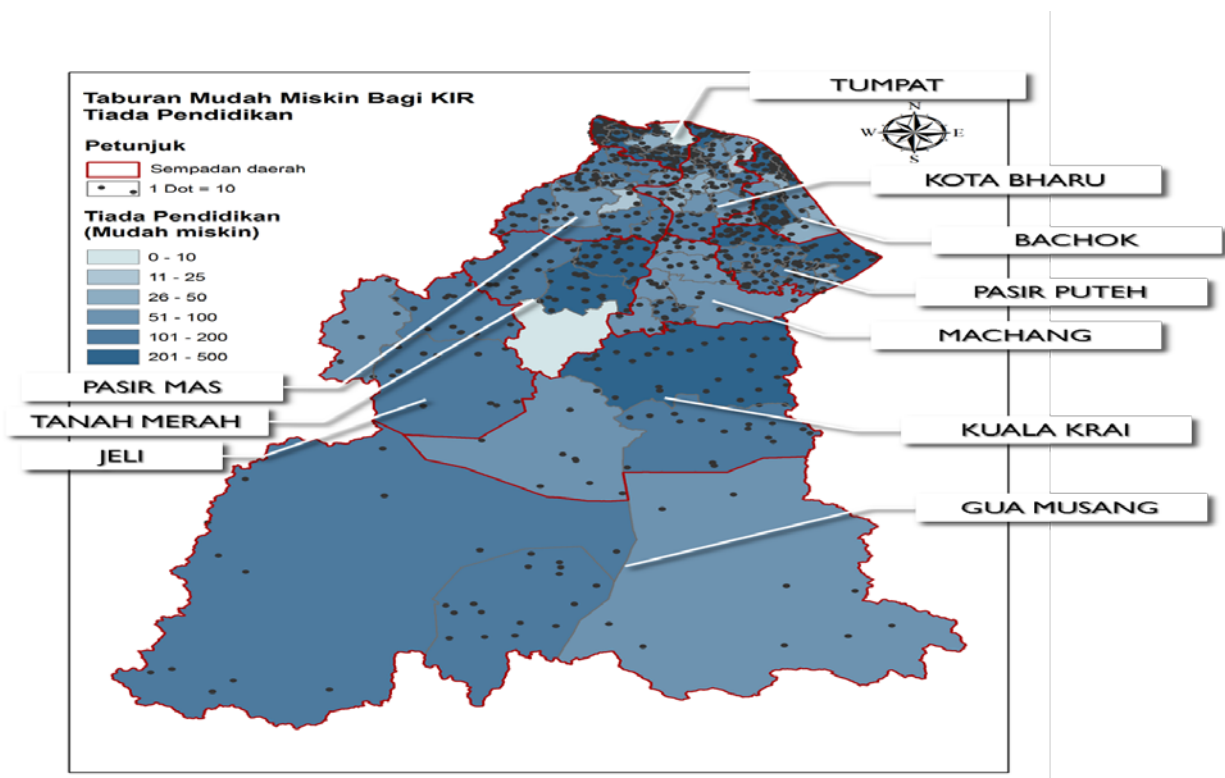 Taburan Mudah Miskin Bagi KIR
Tiada Pendidikan
Petunjuk
Sempadan daerah
1 Dot = 10
Tiada Pendidikan
(Mudah miskin)
0 - 10
11 - 25
26 - 50
51 - 100
101 - 200
201 - 500
TUMPAT
N
W
E
S
KOTA BHARU
BACHOK
PASIR PUTEH
MACHANG
PASIR MAS
TANAH MERAH
JELI
KUALA KRAI
GUA MUSANG